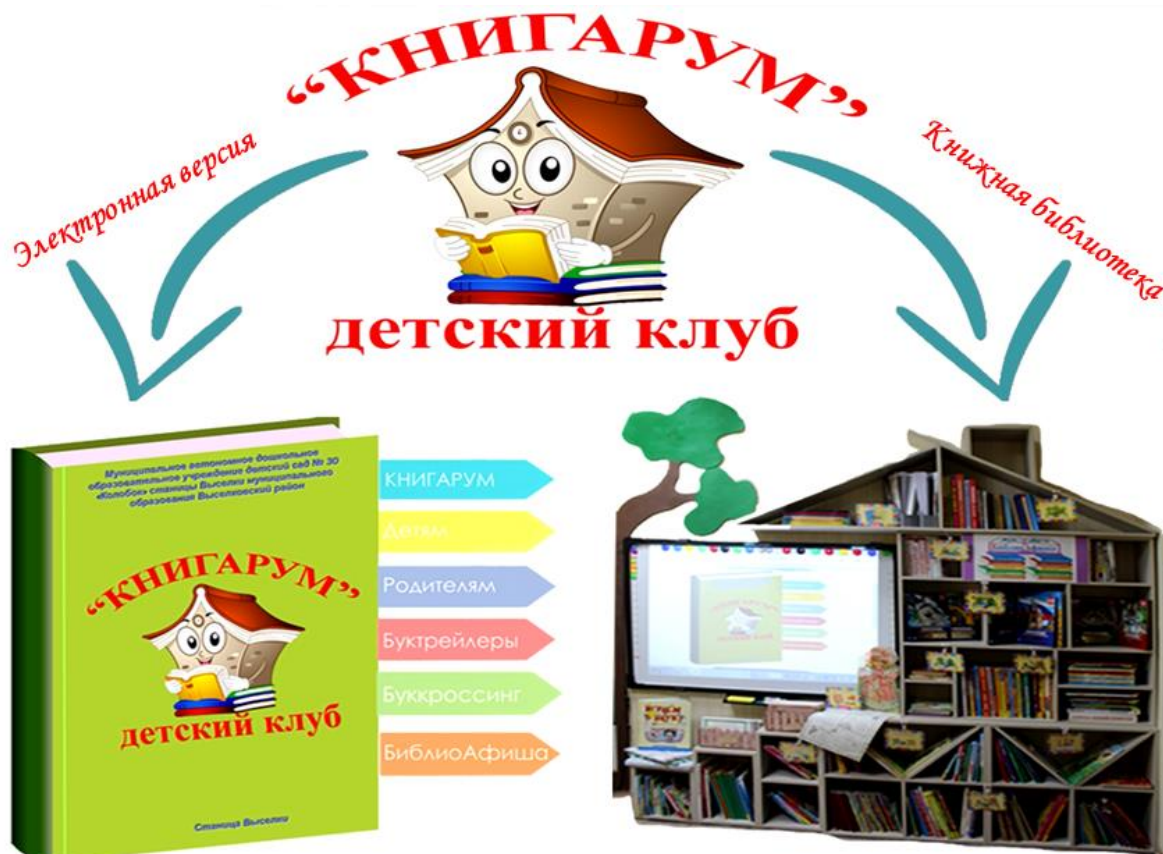 “КНИГАРУМ”
Электронная версия
Книжная библиотека
детский клуб
Муниципальное автономное дошкольное
образовательное учреждение детский сад № 30
«Колобок» станицы Выселки муниципального
образования Выселковский район
“КНИГАРУМ”
детский клуб
Станица Выселки
КНИГАРУМ
Детям
Родителям
Буктрейлеры
Буккроссинг
БиблиоАфиша